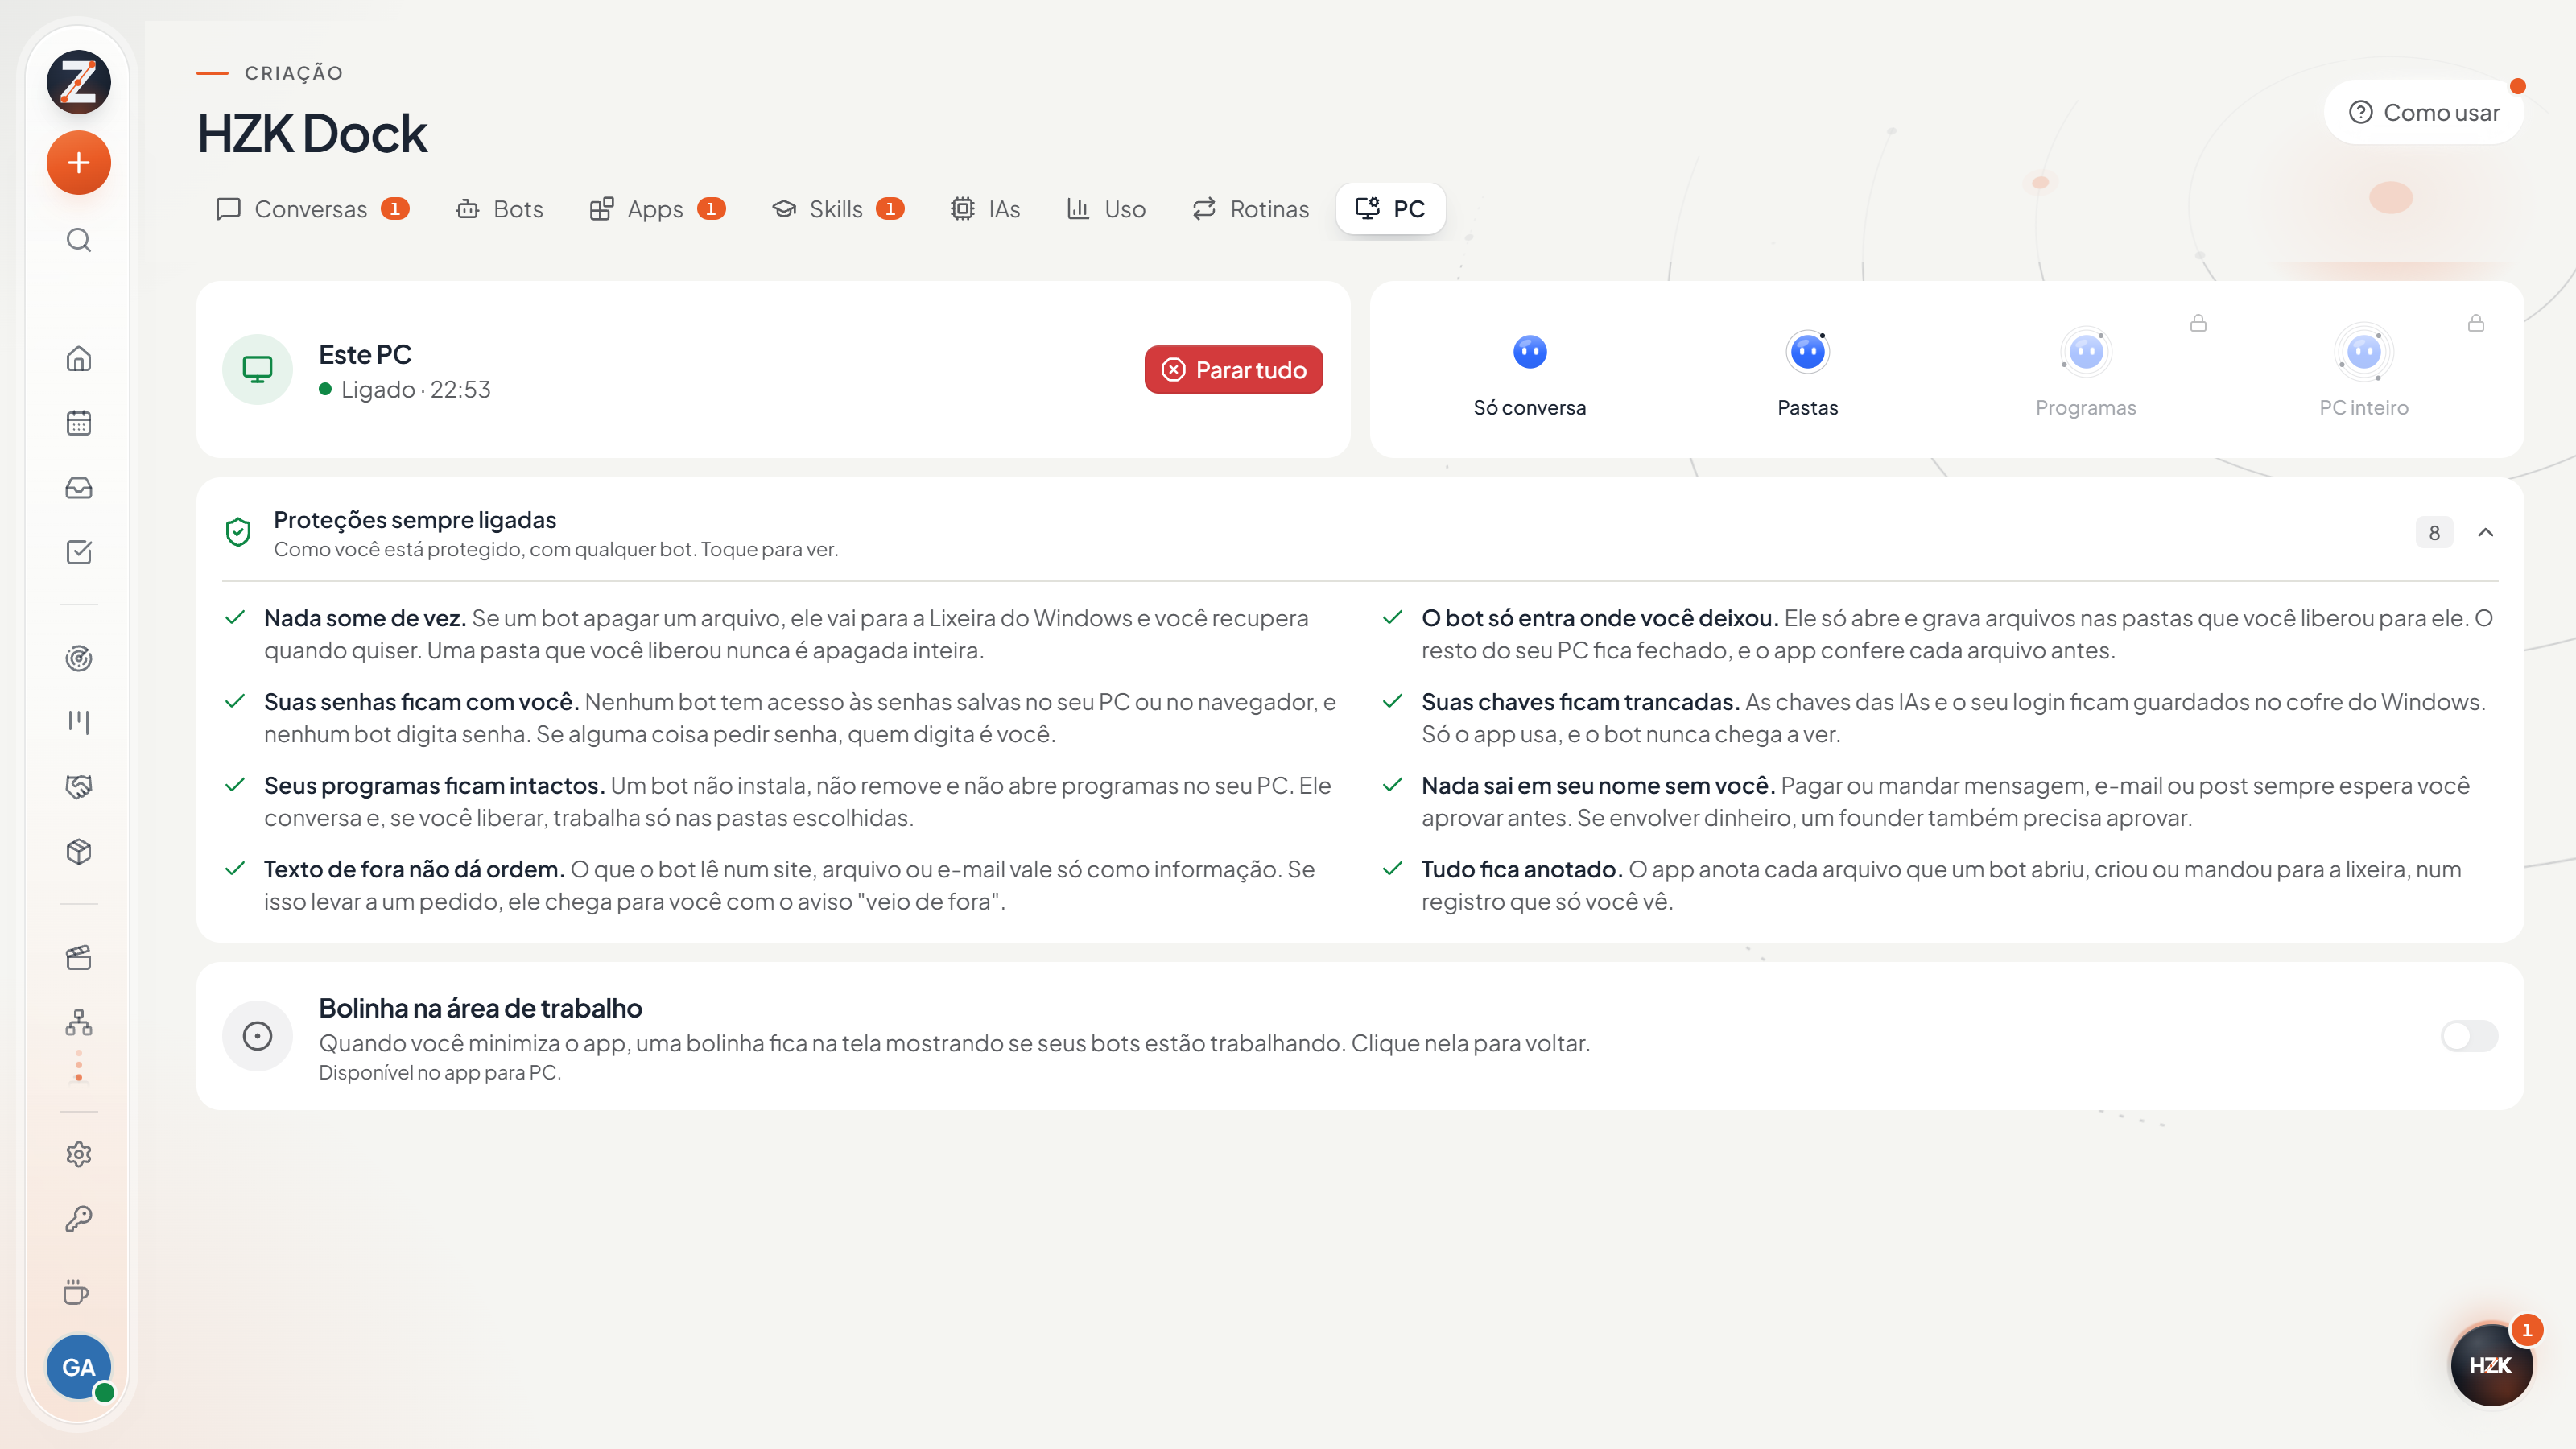 CRIAÇÃO
HZK Dock
Como usar
Conversas 1
Bots
Apps 1
Skills 1
IAs
Uso
Rotinas
PC
Este PC
Ligado · 22:53
Parar tudo
Só conversa
Pastas
Programas
PC inteiro
Proteções sempre ligadas
Como você está protegido, com qualquer bot. Toque para ver.
8
Nada some de vez. Se um bot apagar um arquivo, ele vai para a Lixeira do Windows e você recupera
quando quiser. Uma pasta que você liberou nunca é apagada inteira.
O bot só entra onde você deixou. Ele só abre e grava arquivos nas pastas que você liberou para ele. O
resto do seu PC fica fechado, e o app confere cada arquivo antes.
Suas senhas ficam com você. Nenhum bot tem acesso às senhas salvas no seu PC ou no navegador, e
nenhum bot digita senha. Se alguma coisa pedir senha, quem digita é você.
Suas chaves ficam trancadas. As chaves das IAs e o seu login ficam guardados no cofre do Windows.
Só o app usa, e o bot nunca chega a ver.
Seus programas ficam intactos. Um bot não instala, não remove e não abre programas no seu PC. Ele
conversa e, se você liberar, trabalha só nas pastas escolhidas.
Nada sai em seu nome sem você. Pagar ou mandar mensagem, e-mail ou post sempre espera você
aprovar antes. Se envolver dinheiro, um founder também precisa aprovar.
Texto de fora não dá ordem. O que o bot lê num site, arquivo ou e-mail vale só como informação. Se
isso levar a um pedido, ele chega para você com o aviso "veio de fora".
Tudo fica anotado. O app anota cada arquivo que um bot abriu, criou ou mandou para a lixeira, num
registro que só você vê.
Bolinha na área de trabalho
Quando você minimiza o app, uma bolinha fica na tela mostrando se seus bots estão trabalhando. Clique nela para voltar.
Disponível no app para PC.
Z
GA
HZK
1